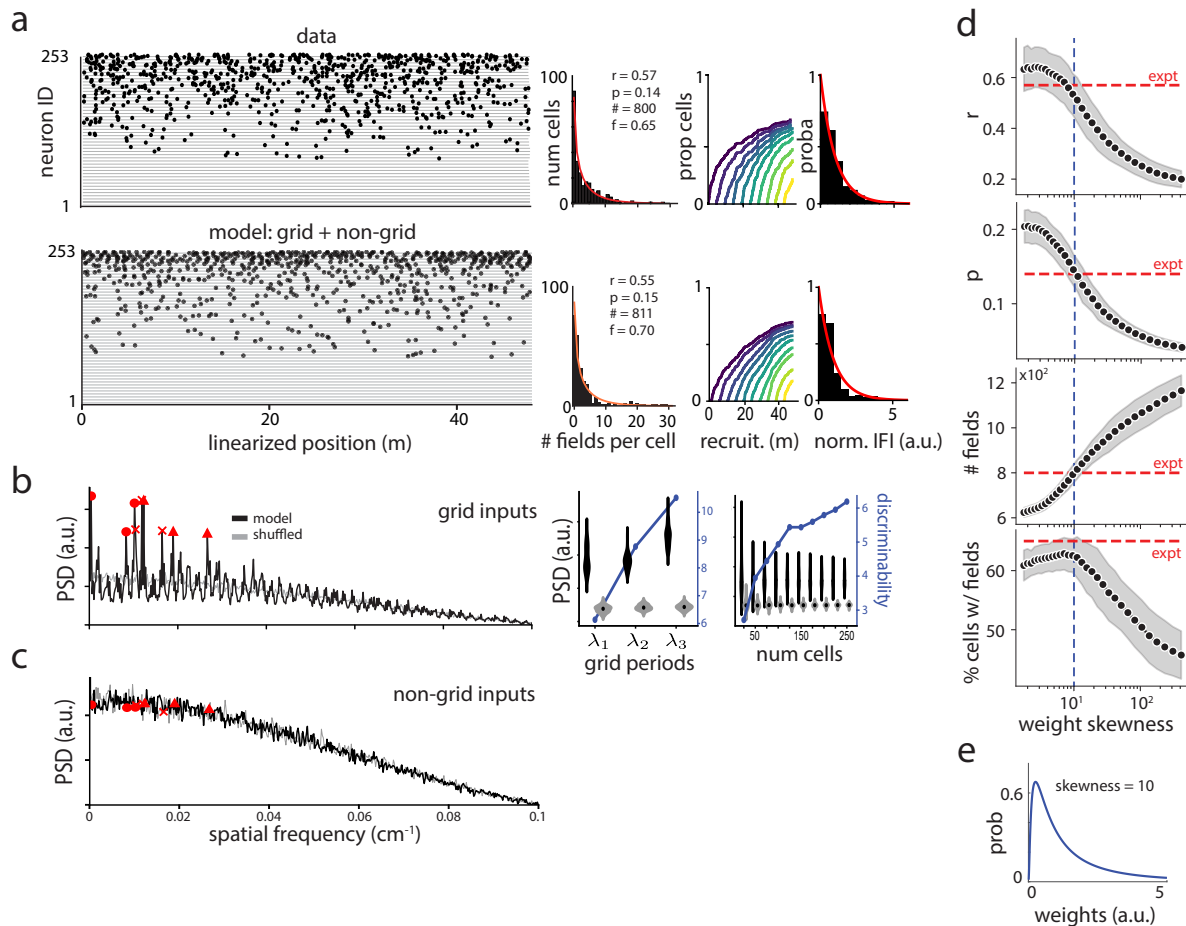 a
data
253
neuron ID
1
100
num cells
0
r = 0.57
p = 0.14
# = 800
f = 0.65
1
prop cells
0
1
proba
0
model: grid + non-grid
253
1
0 20 40
linearized position (m)
100
0
r = 0.55
p = 0.15
# = 811
f = 0.70
0 10 20 30
# fields per cell
1
0
0 20 40
recruit. (m)
1
0
0 5
norm. IFI (a.u.)
b
PSD (a.u.)
model
shuffled
grid inputs
PSD (a.u.)
10
9
8
7
6
λ1 λ2 λ3
grid periods
6
5
4
3
discriminability
50 100 150 200 250
num cells
c
PSD (a.u.)
non-grid inputs
0 0.02 0.04 0.06 0.08 0.1
spatial frequency (cm⁻¹)
d
r
0.6
0.4
0.2
expt
p
0.2
0.1
expt
x10²
# fields
12
10
8
6
expt
% cells w/ fields
60
50
expt
10¹ 10²
weight skewness
e
prob
0.6
0
skewness = 10
0 5
weights (a.u.)